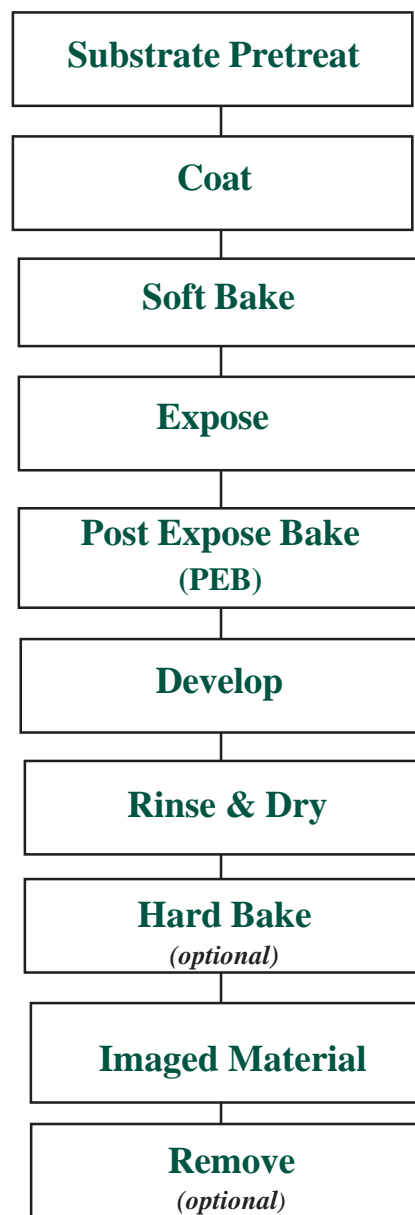 Substrate Pretreat
Coat
Soft Bake
Expose
Post Expose Bake
(PEB)
Develop
Rinse & Dry
Hard Bake
(optional)
Imaged Material
Remove
(optional)